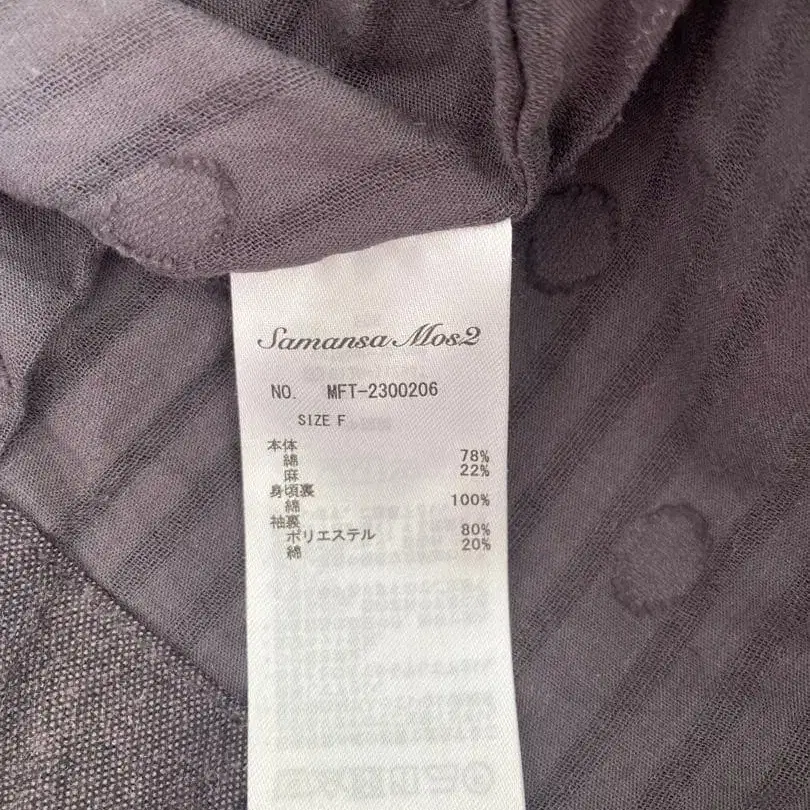 Samansa Mos2
NO. MFT-2300206
SIZE F
本体
綿 78%
麻 22%
身頃裏
綿 100%
袖裏
ポリエステル 80%
綿 20%